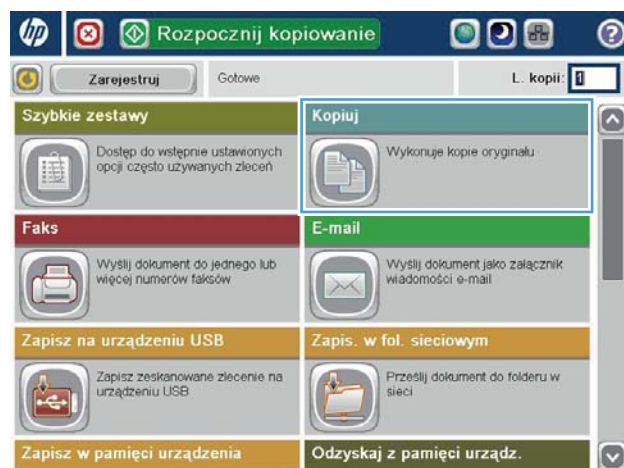 hp
Rozpocznij kopiowanie
?
Zarejestruj
Gotowe
L. kopii: 1
Szybkie zestawy
Dostęp do wstępnie ustawionych
opcji często używanych zleceń
Kopiuj
Wykonuje kopie oryginału
Faks
Wyślij dokument do jednego lub
więcej numerów faksów
E-mail
Wyślij dokument jako załącznik
wiadomości e-mail
Zapisz na urządzeniu USB
Zapisz zeskanowane zlecenie na
urządzeniu USB
Zapis. w fol. sieciowym
Prześlij dokument do folderu w
sieci
Zapisz w pamięci urządzenia
Odzyskaj z pamięci urządz.